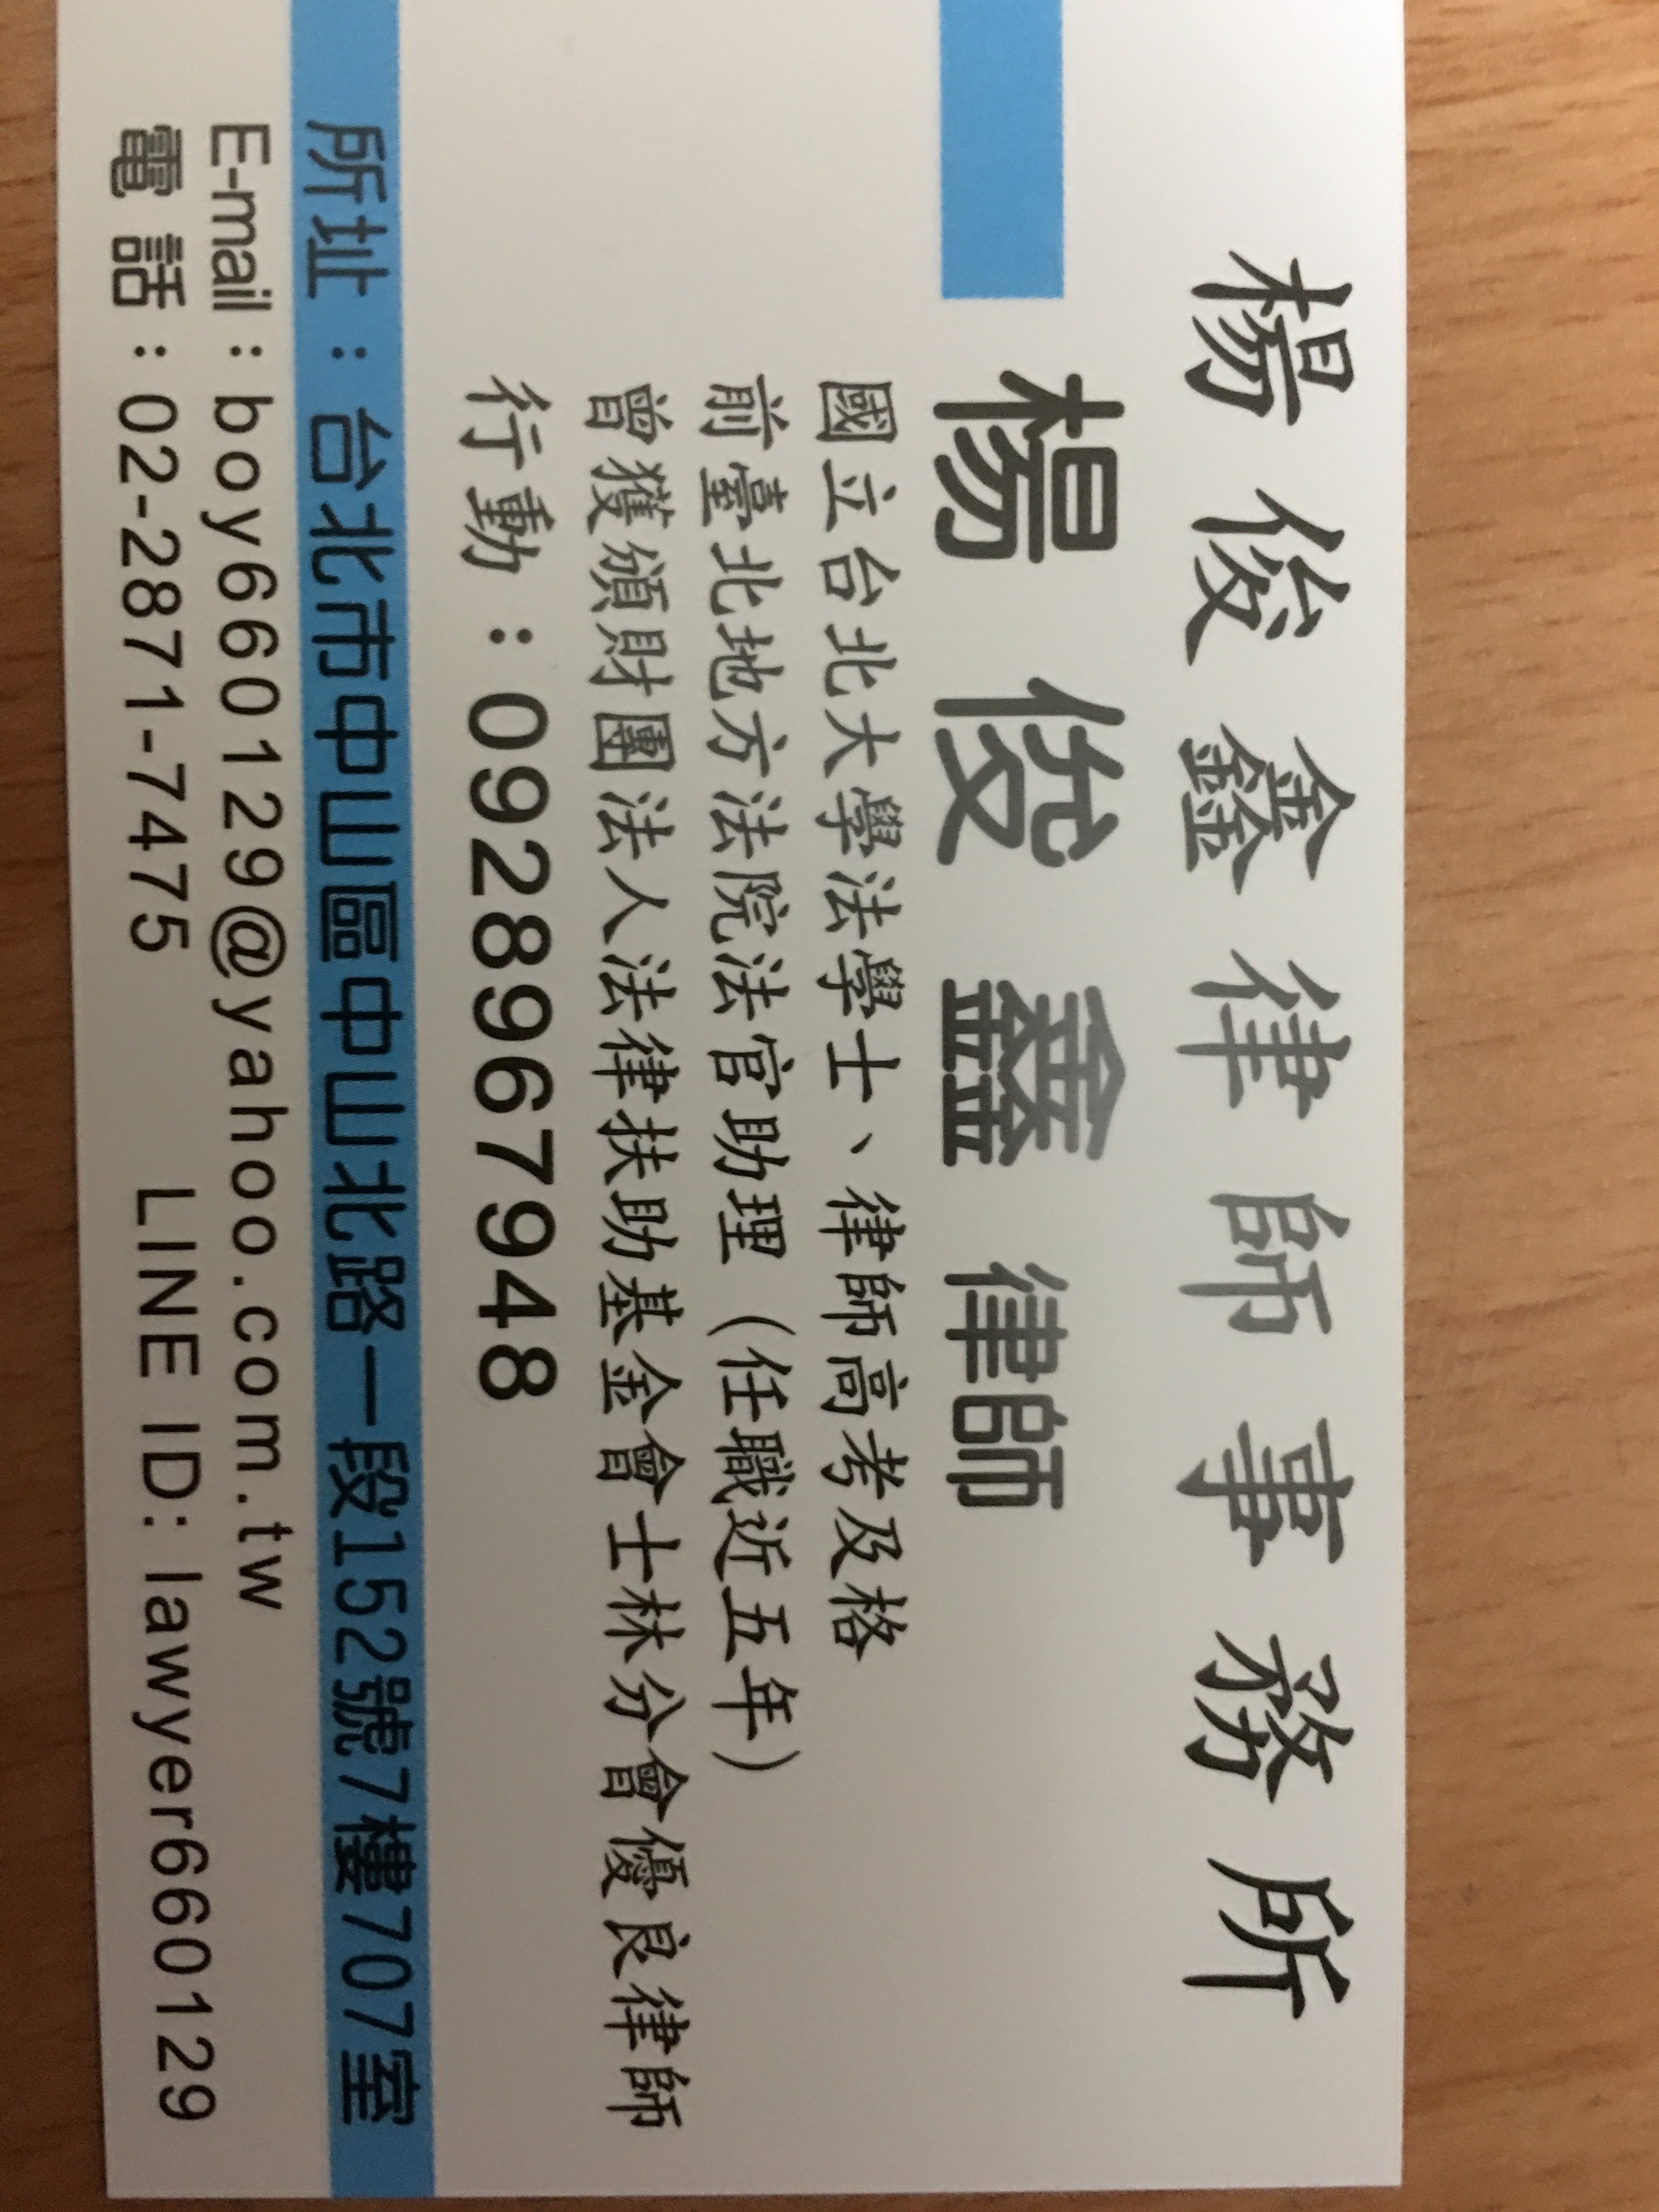 楊俊鑫律師事務所
楊俊鑫 律師
國立台北大學法學士、律師高考及格
前臺北地方法院法官助理（任職近五年）
曾獲頒財團法人法律扶助基金會士林分會優良律師
行動：0928967948
所址：台北市中山區中山北路一段152號7樓707室
E-mail：boy660129@yahoo.com.tw
電話：02-2871-7475 LINE ID: lawyer660129